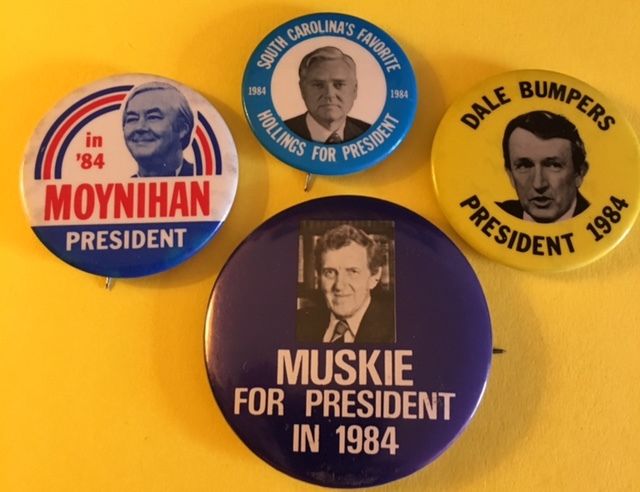 in
'84
MOYNIHAN
PRESIDENT
SOUTH CAROLINA'S FAVORITE
1984
1984
HOLLINGS FOR PRESIDENT
DALE BUMPERS
PRESIDENT 1984
MUSKIE
FOR PRESIDENT
IN 1984